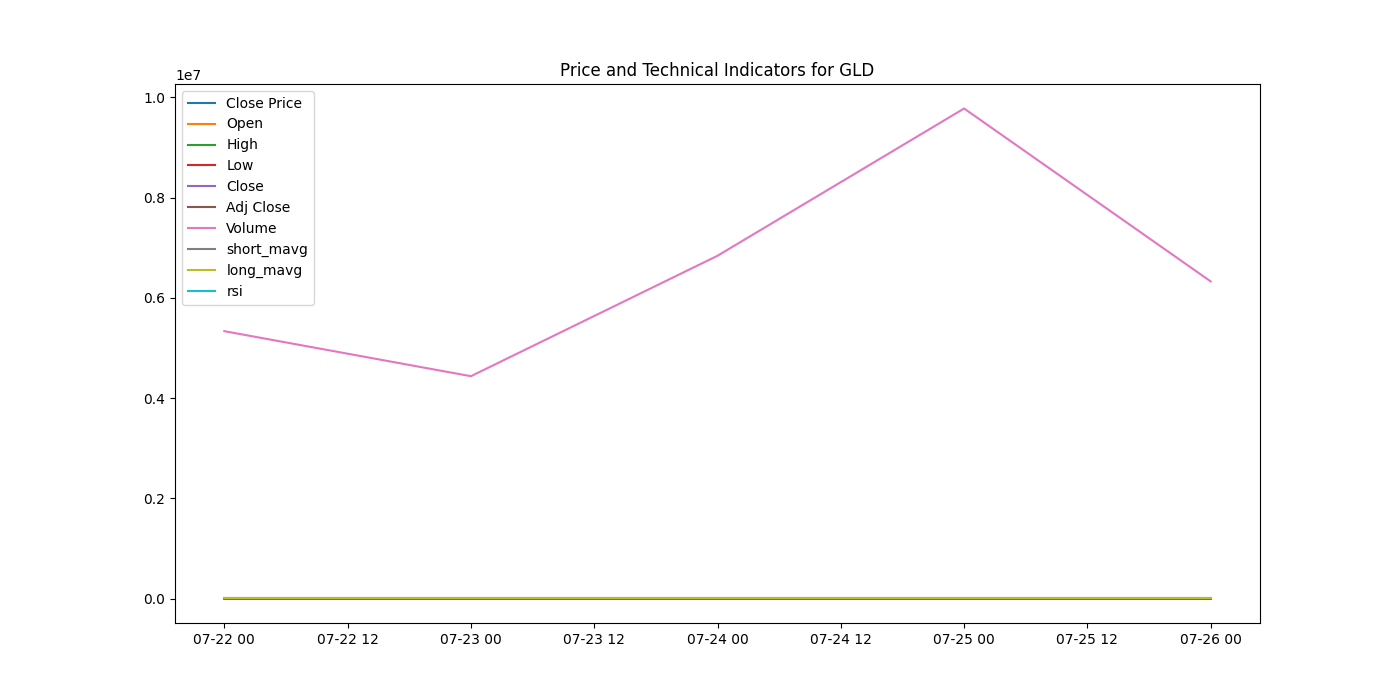 Price and Technical Indicators for GLD
1e7
1.0
0.8
0.6
0.4
0.2
0.0
Close Price
Open
High
Low
Close
Adj Close
Volume
short_mavg
long_mavg
rsi
07-22 00 07-22 12 07-23 00 07-23 12 07-24 00 07-24 12 07-25 00 07-25 12 07-26 00